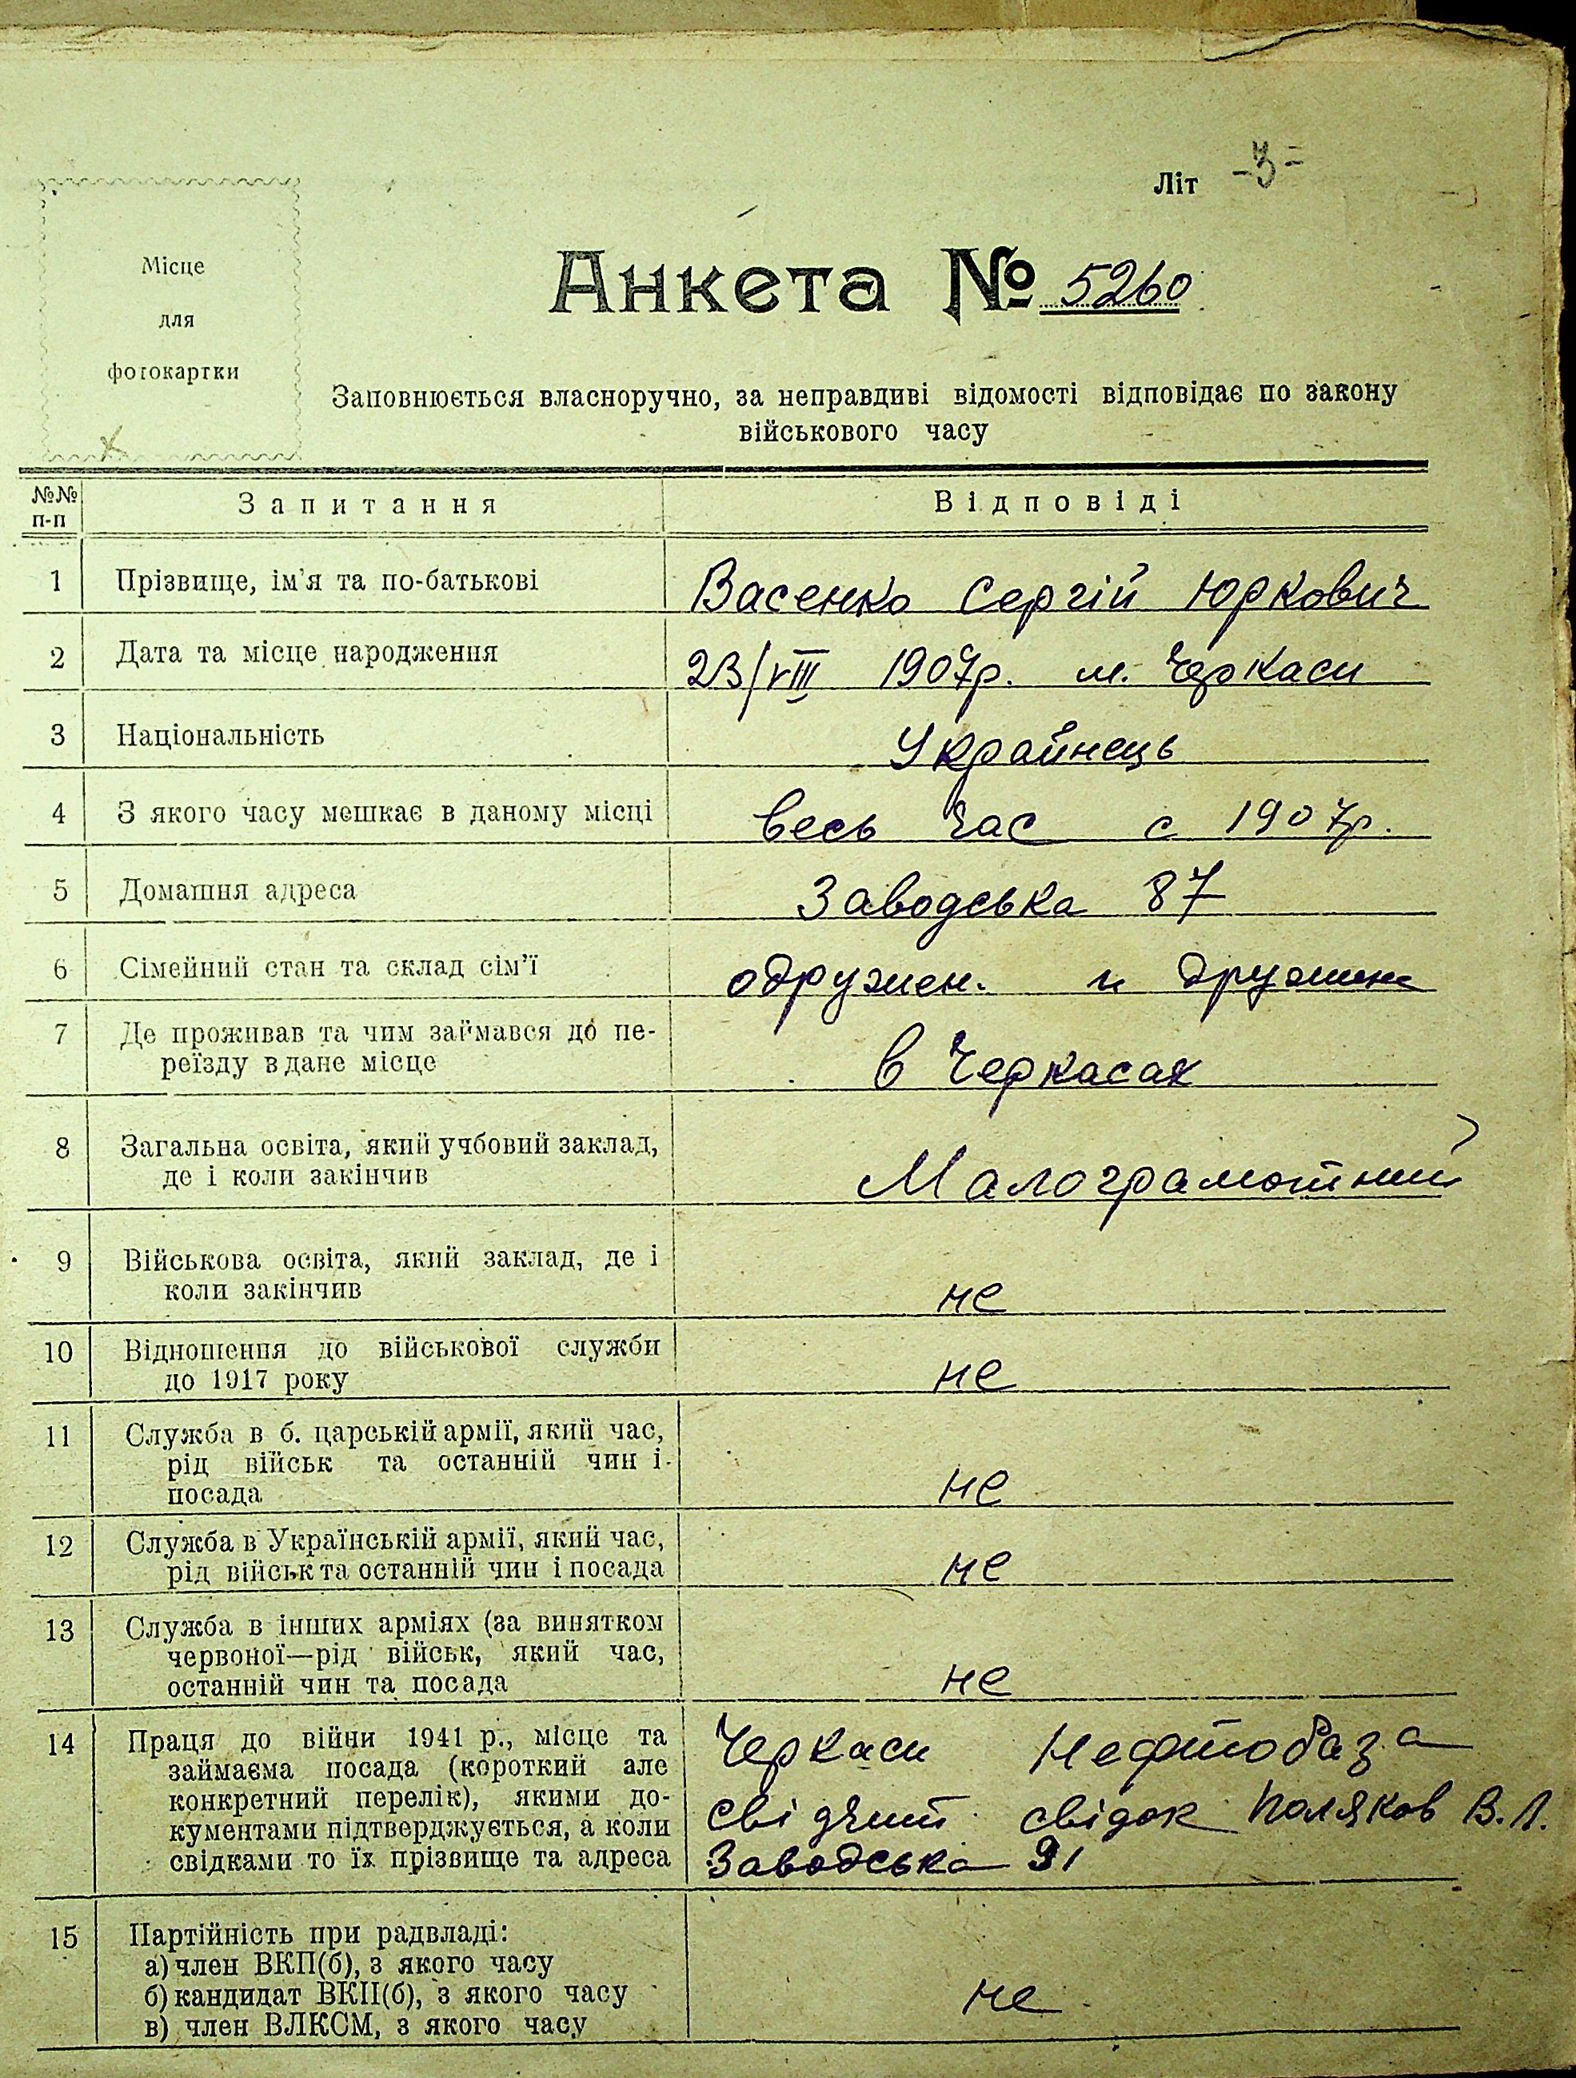 Літ -З-
Місце
для
фотокартки
Анкета № 5260
Заповнюється власноручно, за неправдиві відомості відповідає по закону
військового часу
№№ п-п Запитання Відповіді
1 Прізвище, ім'я та по-батькові Васенко Сергій Юркович
2 Дата та місце народження 23/VIII 1907р. м. Черкаси
3 Національність Українець
4 З якого часу мешкає в даному місці весь час с 1907р.
5 Домашня адреса Заводська 87
6 Сімейний стан та склад сім'ї одружен. и дружина
7 Де проживав та чим займався до пе-
реїзду в дане місце в Черкасах
8 Загальна освіта, який учбовий заклад,
де і коли закінчив Малограмотний
9 Військова освіта, який заклад, де і
коли закінчив не
10 Відношення до військової служби
до 1917 року не
11 Служба в б. царській армії, який час,
рід військ та останній чин і
посада не
12 Служба в Українській армії, який час,
рід військ та останній чин і посада не
13 Служба в інших арміях (за винятком
червоної—рід військ, який час,
останній чин та посада не
14 Праця до війни 1941 р., місце та Черкаси Нефтобаза
займаєма посада (короткий але
конкретний перелік), якими до-
кументами підтверджується, а коли свідчит свідок Поляков В.Л.
свідками то їх прізвище та адреса Заводська 91
15 Партійність при радвладі:
а) член ВКП(б), з якого часу
б) кандидат ВКП(б), з якого часу не
в) член ВЛКСМ, з якого часу